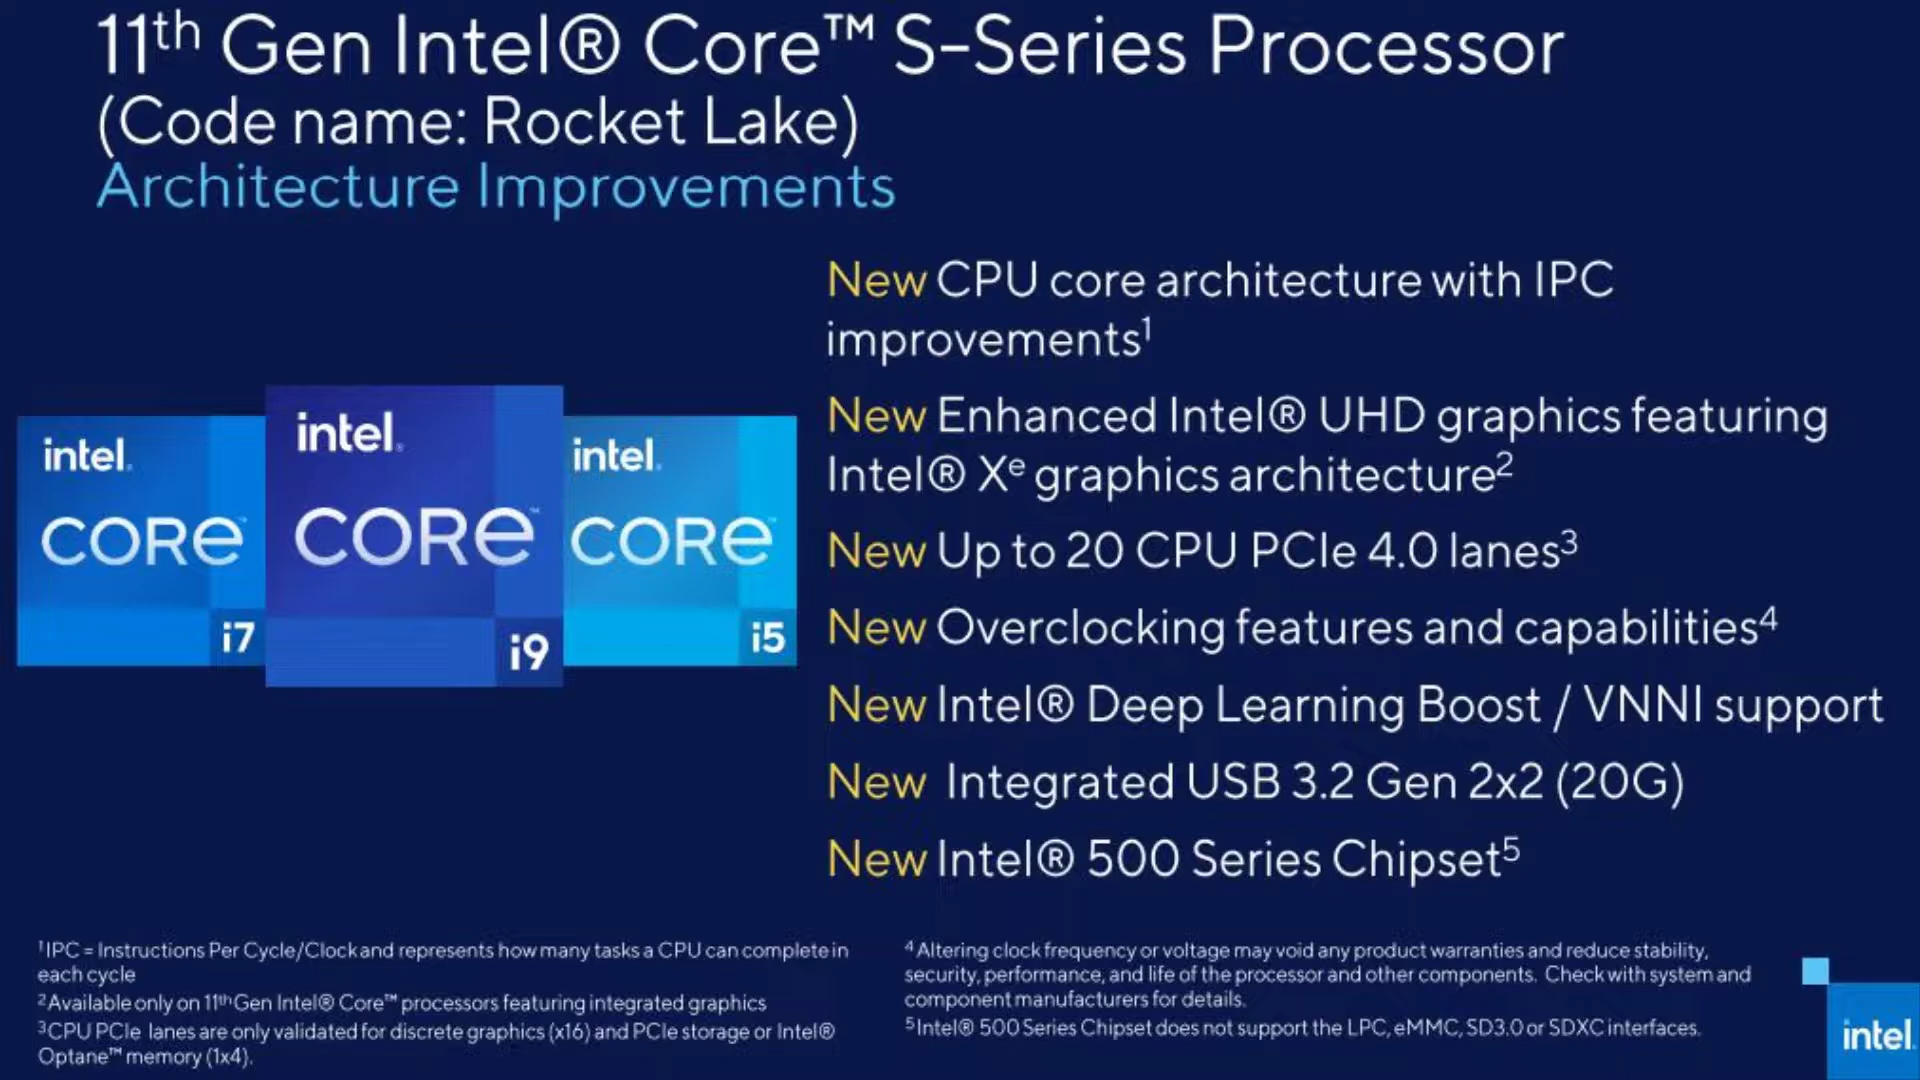 11th Gen Intel® Core™ S-Series Processor
(Code name: Rocket Lake)
Architecture Improvements
New CPU core architecture with IPC
improvements¹
New Enhanced Intel® UHD graphics featuring
Intel® Xᵉ graphics architecture²
New Up to 20 CPU PCIe 4.0 lanes³
New Overclocking features and capabilities⁴
New Intel® Deep Learning Boost / VNNI support
New Integrated USB 3.2 Gen 2x2 (20G)
New Intel® 500 Series Chipset⁵
intel.
CORe™
i7
intel.
CORe™
i9
intel.
CORe™
i5
¹IPC = Instructions Per Cycle/Clock and represents how many tasks a CPU can complete in
each cycle
²Available only on 11th Gen Intel® Core™ processors featuring integrated graphics
³CPU PCIe lanes are only validated for discrete graphics (x16) and PCIe storage or Intel®
Optane™ memory (1x4).
⁴Altering clock frequency or voltage may void any product warranties and reduce stability,
security, performance, and life of the processor and other components. Check with system and
component manufacturers for details.
⁵Intel® 500 Series Chipset does not support the LPC, eMMC, SD3.0 or SDXC interfaces.
intel.